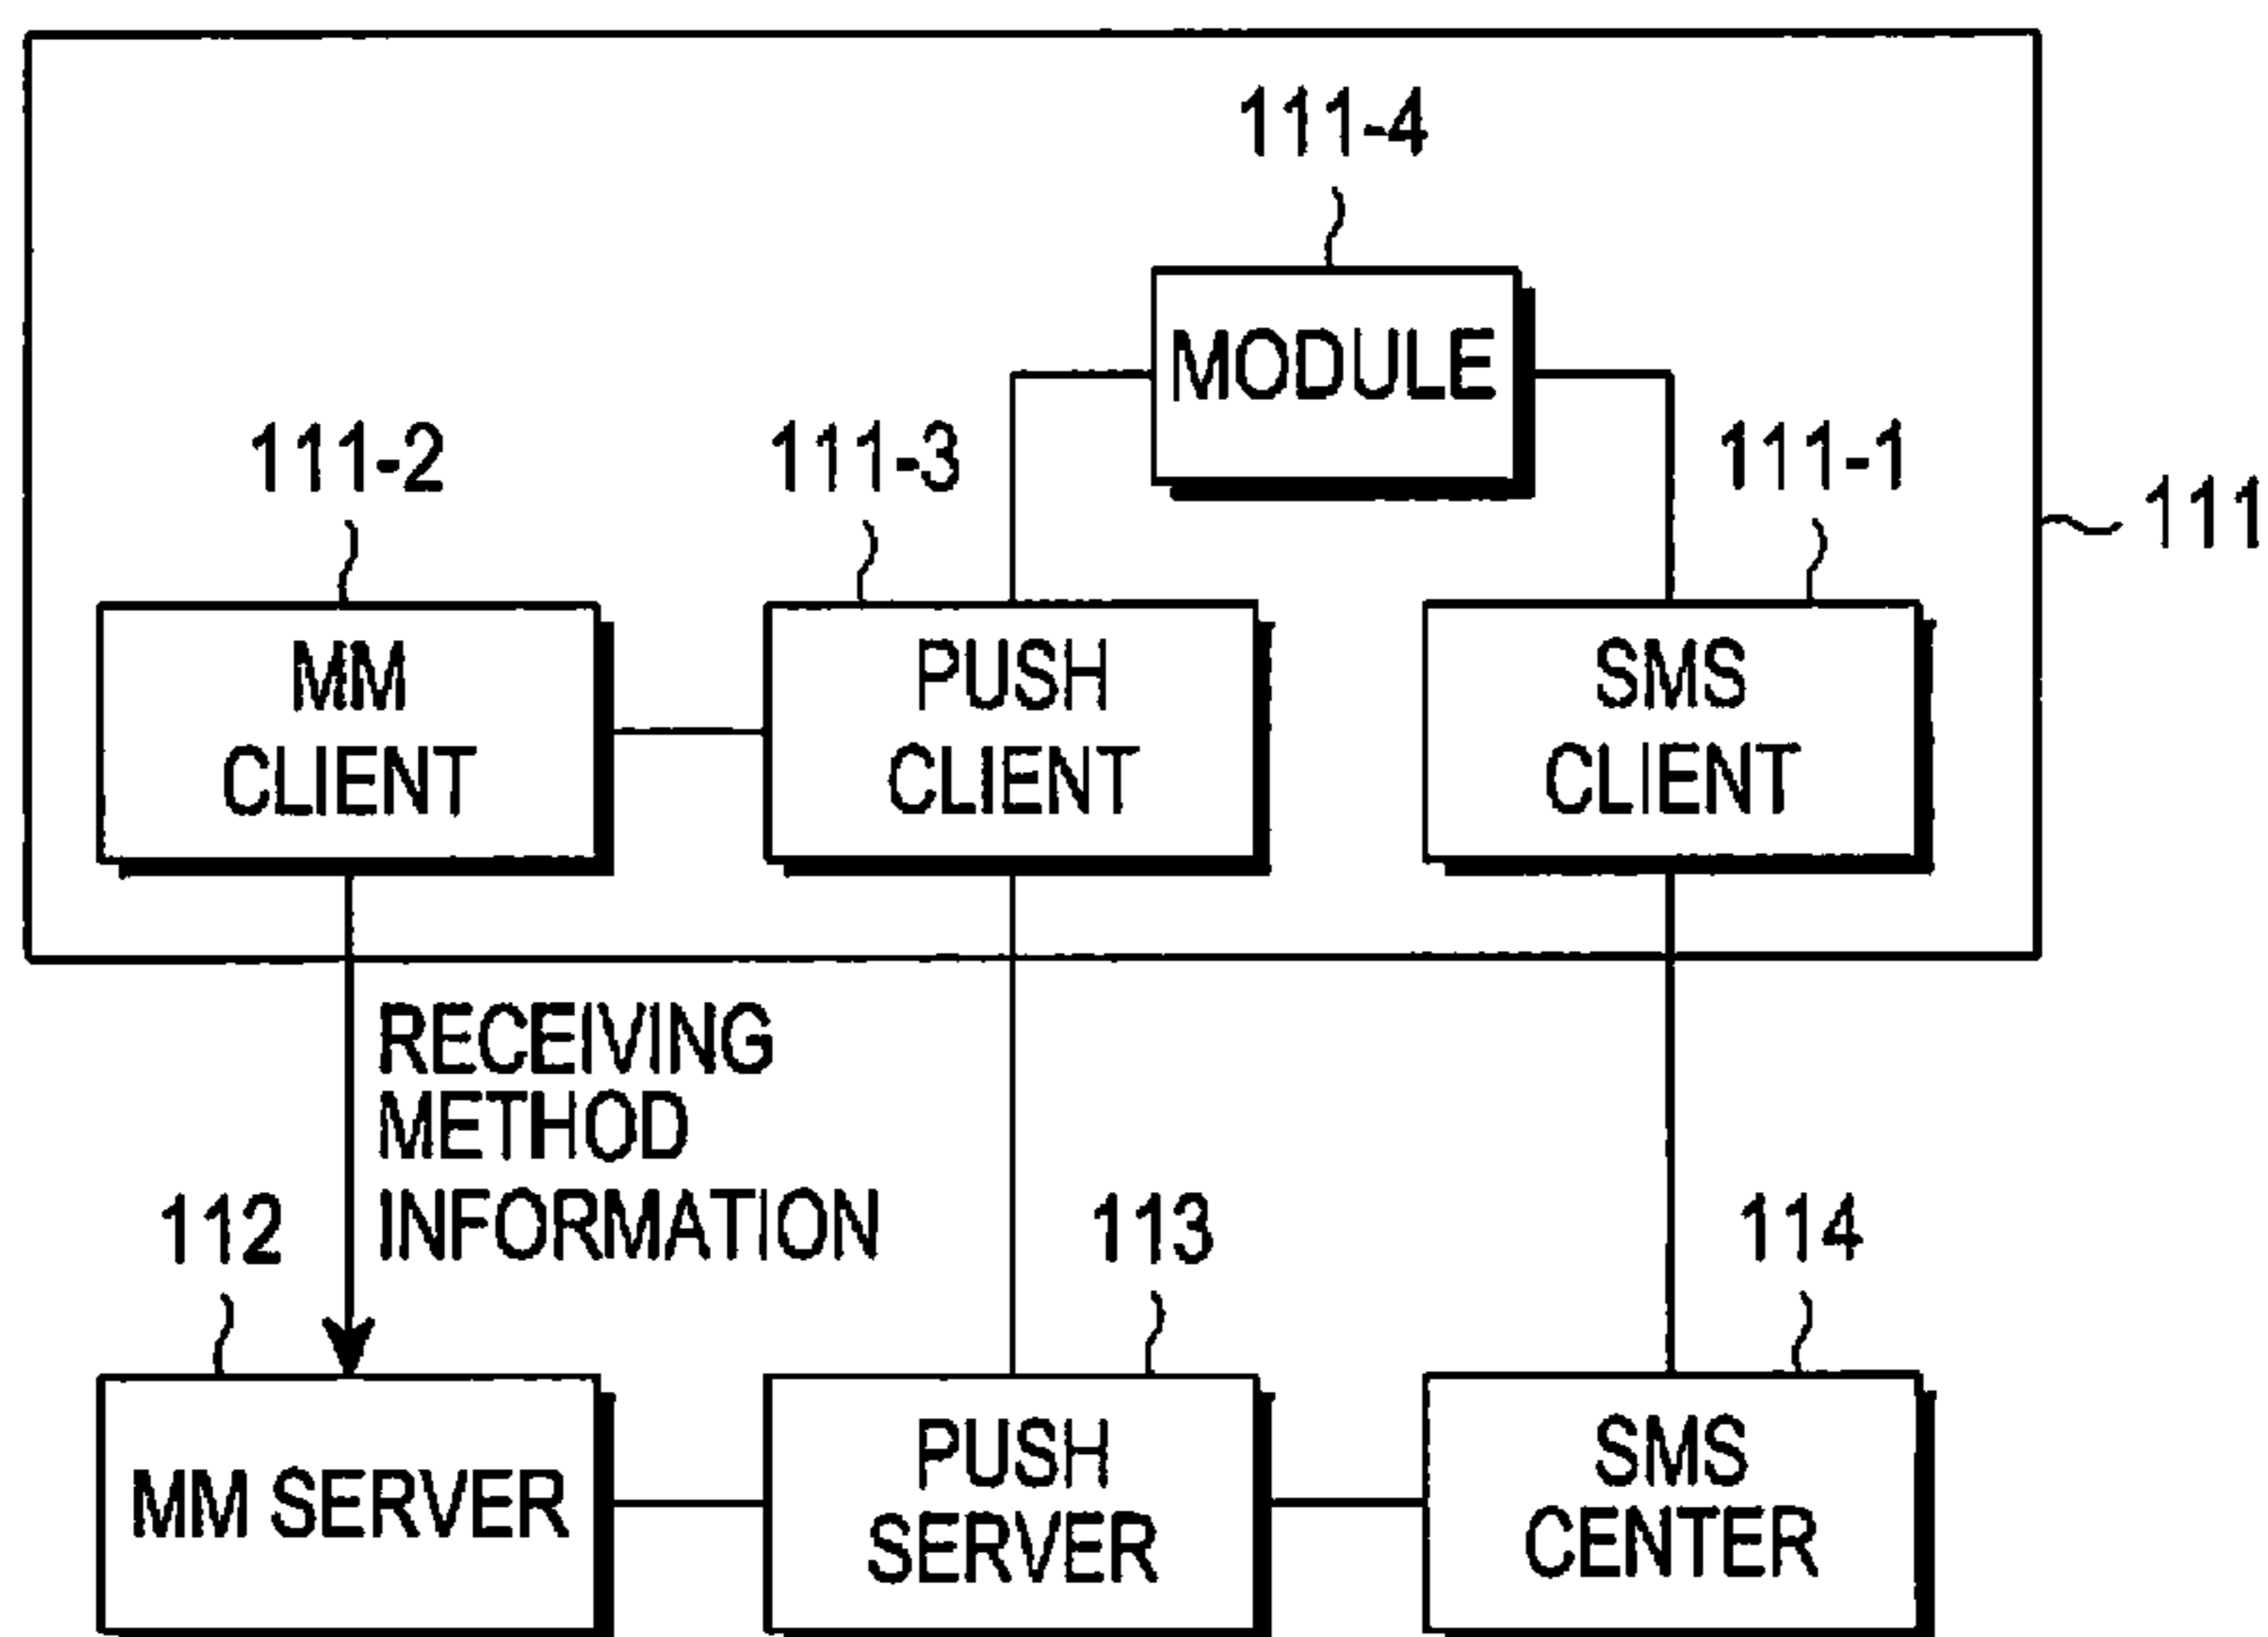 111-4
MODULE
111-2
111-3
111-1
111
MM
CLIENT
PUSH
CLIENT
SMS
CLIENT
RECEIVING
METHOD
INFORMATION
112
113
114
MM SERVER
PUSH
SERVER
SMS
CENTER